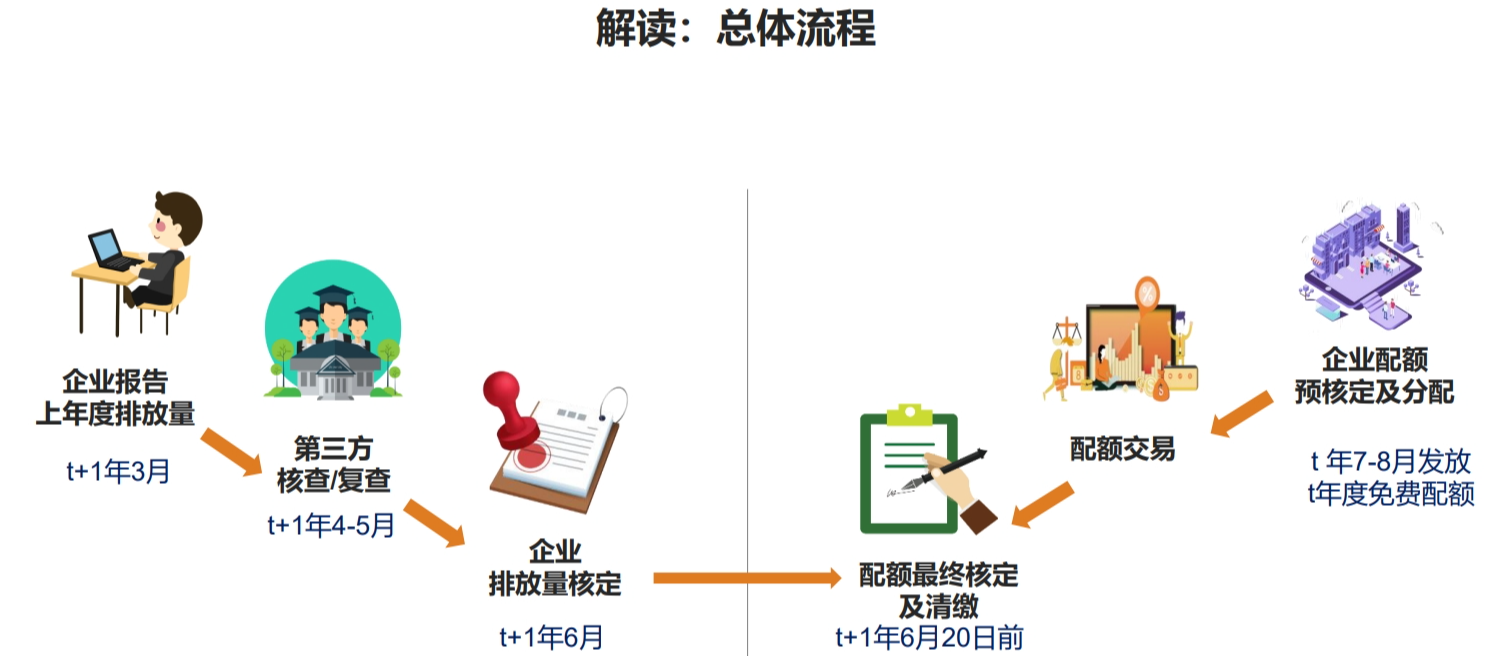 解读：总体流程
企业报告
上年度排放量
t+1年3月
第三方
核查/复查
t+1年4-5月
企业
排放量核定
t+1年6月
配额最终核定
及清缴
t+1年6月20日前
配额交易
企业配额
预核定及分配
t 年7-8月发放
t年度免费配额